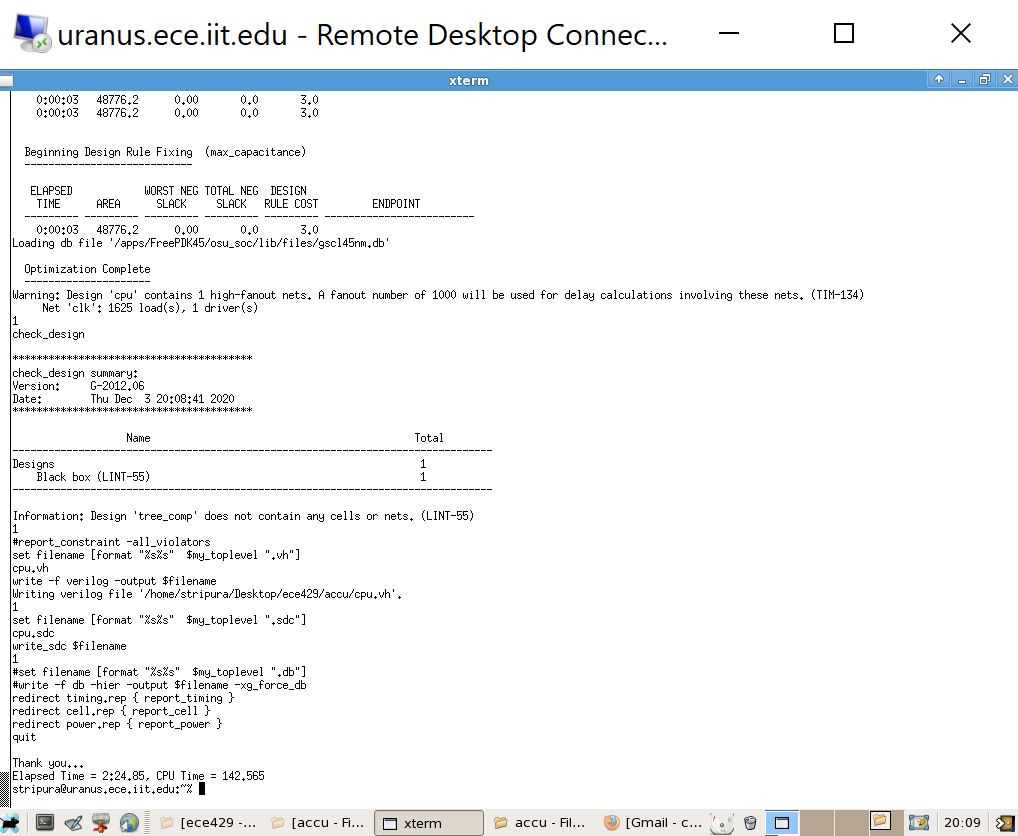 uranus.ece.iit.edu - Remote Desktop Connec...
xterm
0:00:03 48776.2 0.00 0.0 3.0
0:00:03 48776.2 0.00 0.0 3.0
Beginning Design Rule Fixing (max_capacitance)
----------------------------
ELAPSED WORST NEG TOTAL NEG DESIGN
TIME AREA SLACK SLACK RULE COST ENDPOINT
--------- --------- --------- --------- --------- -------------------------
0:00:03 48776.2 0.00 0.0 3.0
Loading db file '/apps/FreePDK45/osu_soc/lib/files/gscl45nm.db'
Optimization Complete
---------------------
Warning: Design 'cpu' contains 1 high-fanout nets. A fanout number of 1000 will be used for delay calculations involving these nets. (TIM-134)
Net 'clk': 1625 load(s), 1 driver(s)
1
check_design
****************************************
check_design summary:
Version: G-2012.06
Date: Thu Dec 3 20:08:41 2020
****************************************
Name Total
--------------------------------------------------------------------------------
Designs 1
Black box (LINT-55) 1
--------------------------------------------------------------------------------
Information: Design 'tree_comp' does not contain any cells or nets. (LINT-55)
1
#report_constraint -all_violators
set filename [format "%s%s" $my_toplevel ".vh"]
cpu.vh
write -f verilog -output $filename
Writing verilog file '/home/stripura/Desktop/ece429/accu/cpu.vh'.
1
set filename [format "%s%s" $my_toplevel ".sdc"]
cpu.sdc
write_sdc $filename
1
#set filename [format "%s%s" $my_toplevel ".db"]
#write -f db -hier -output $filename -xg_force_db
redirect timing.rep { report_timing }
redirect cell.rep { report_cell }
redirect power.rep { report_power }
quit
Thank you...
Elapsed Time = 2:24.85, CPU Time = 142.565
stripura@uranus.ece.iit.edu:~%
[ece429 -... [accu - Fi... xterm accu - Fil... [Gmail - c... 20:09